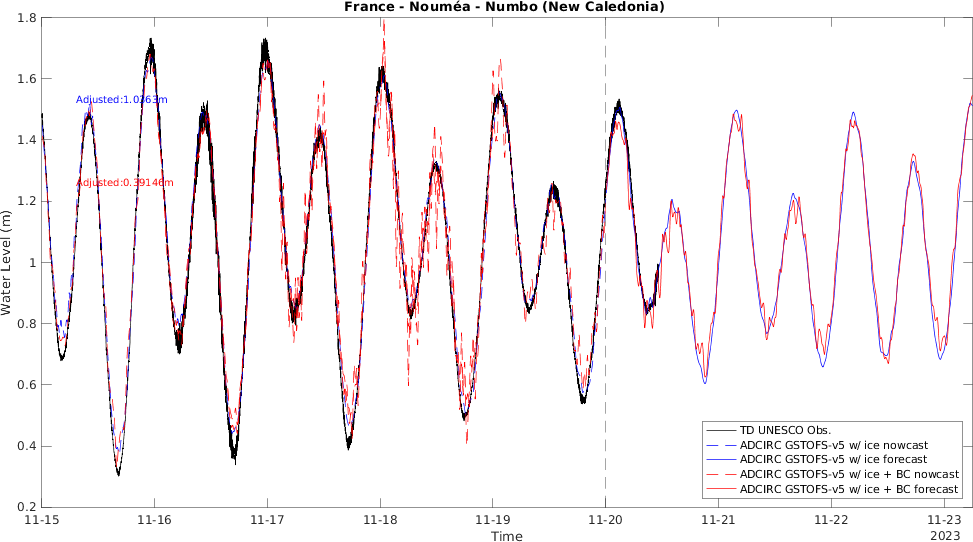 France - Nouméa - Numbo (New Caledonia)
1.8
1.6
1.4
1.2
1
0.8
0.6
0.4
0.2
Water Level (m)
Adjusted:1.0363m
Adjusted:0.39146m
TD UNESCO Obs.
ADCIRC GSTOFS-v5 w/ ice nowcast
ADCIRC GSTOFS-v5 w/ ice forecast
ADCIRC GSTOFS-v5 w/ ice + BC nowcast
ADCIRC GSTOFS-v5 w/ ice + BC forecast
11-15 11-16 11-17 11-18 11-19 11-20 11-21 11-22 11-23
Time 2023